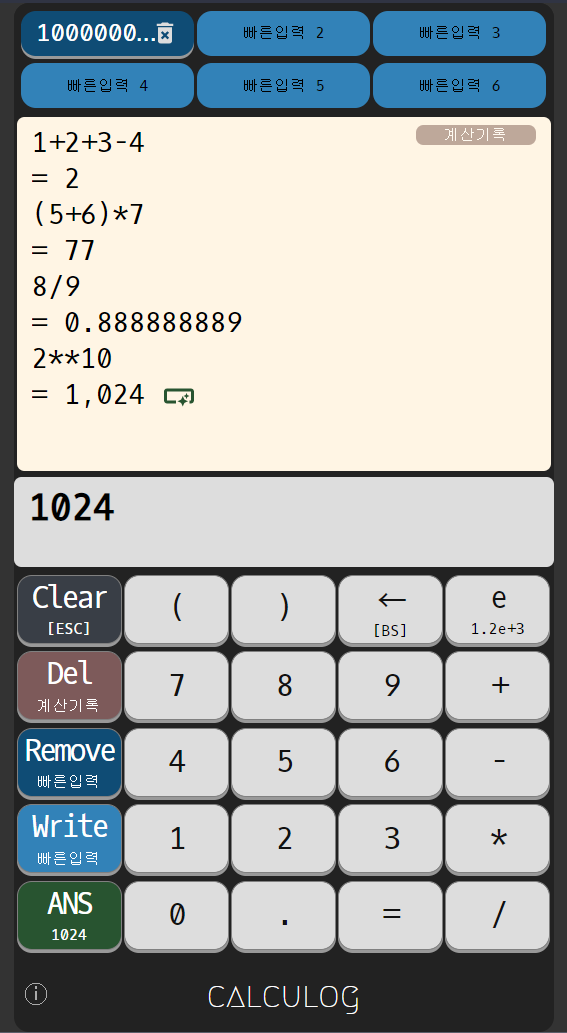 1000000...
빠른입력 2
빠른입력 3
빠른입력 4
빠른입력 5
빠른입력 6
계산기록
1+2+3-4
= 2
(5+6)*7
= 77
8/9
= 0.888888889
2**10
= 1,024
1024
Clear
[ESC]
(
)
←
[BS]
e
1.2e+3
Del
계산기록
7
8
9
+
Remove
빠른입력
4
5
6
-
Write
빠른입력
1
2
3
*
ANS
1024
0
.
=
/
CALCULOG